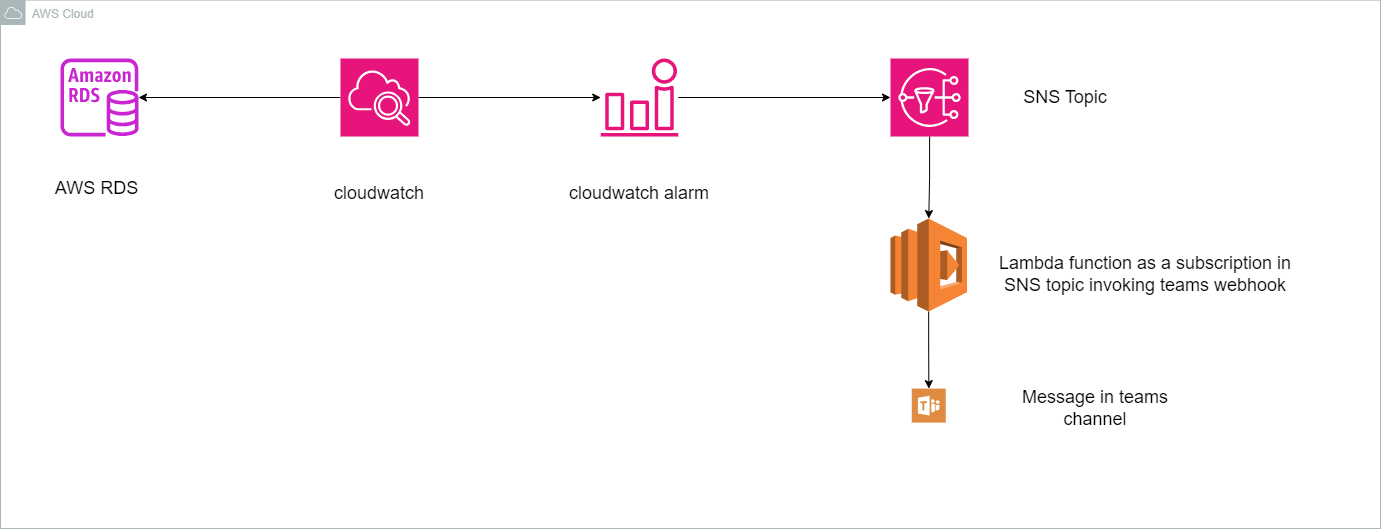 AWS Cloud
Amazon
RDS
AWS RDS
cloudwatch
cloudwatch alarm
SNS Topic
Lambda function as a subscription in
SNS topic invoking teams webhook
T
Message in teams
channel